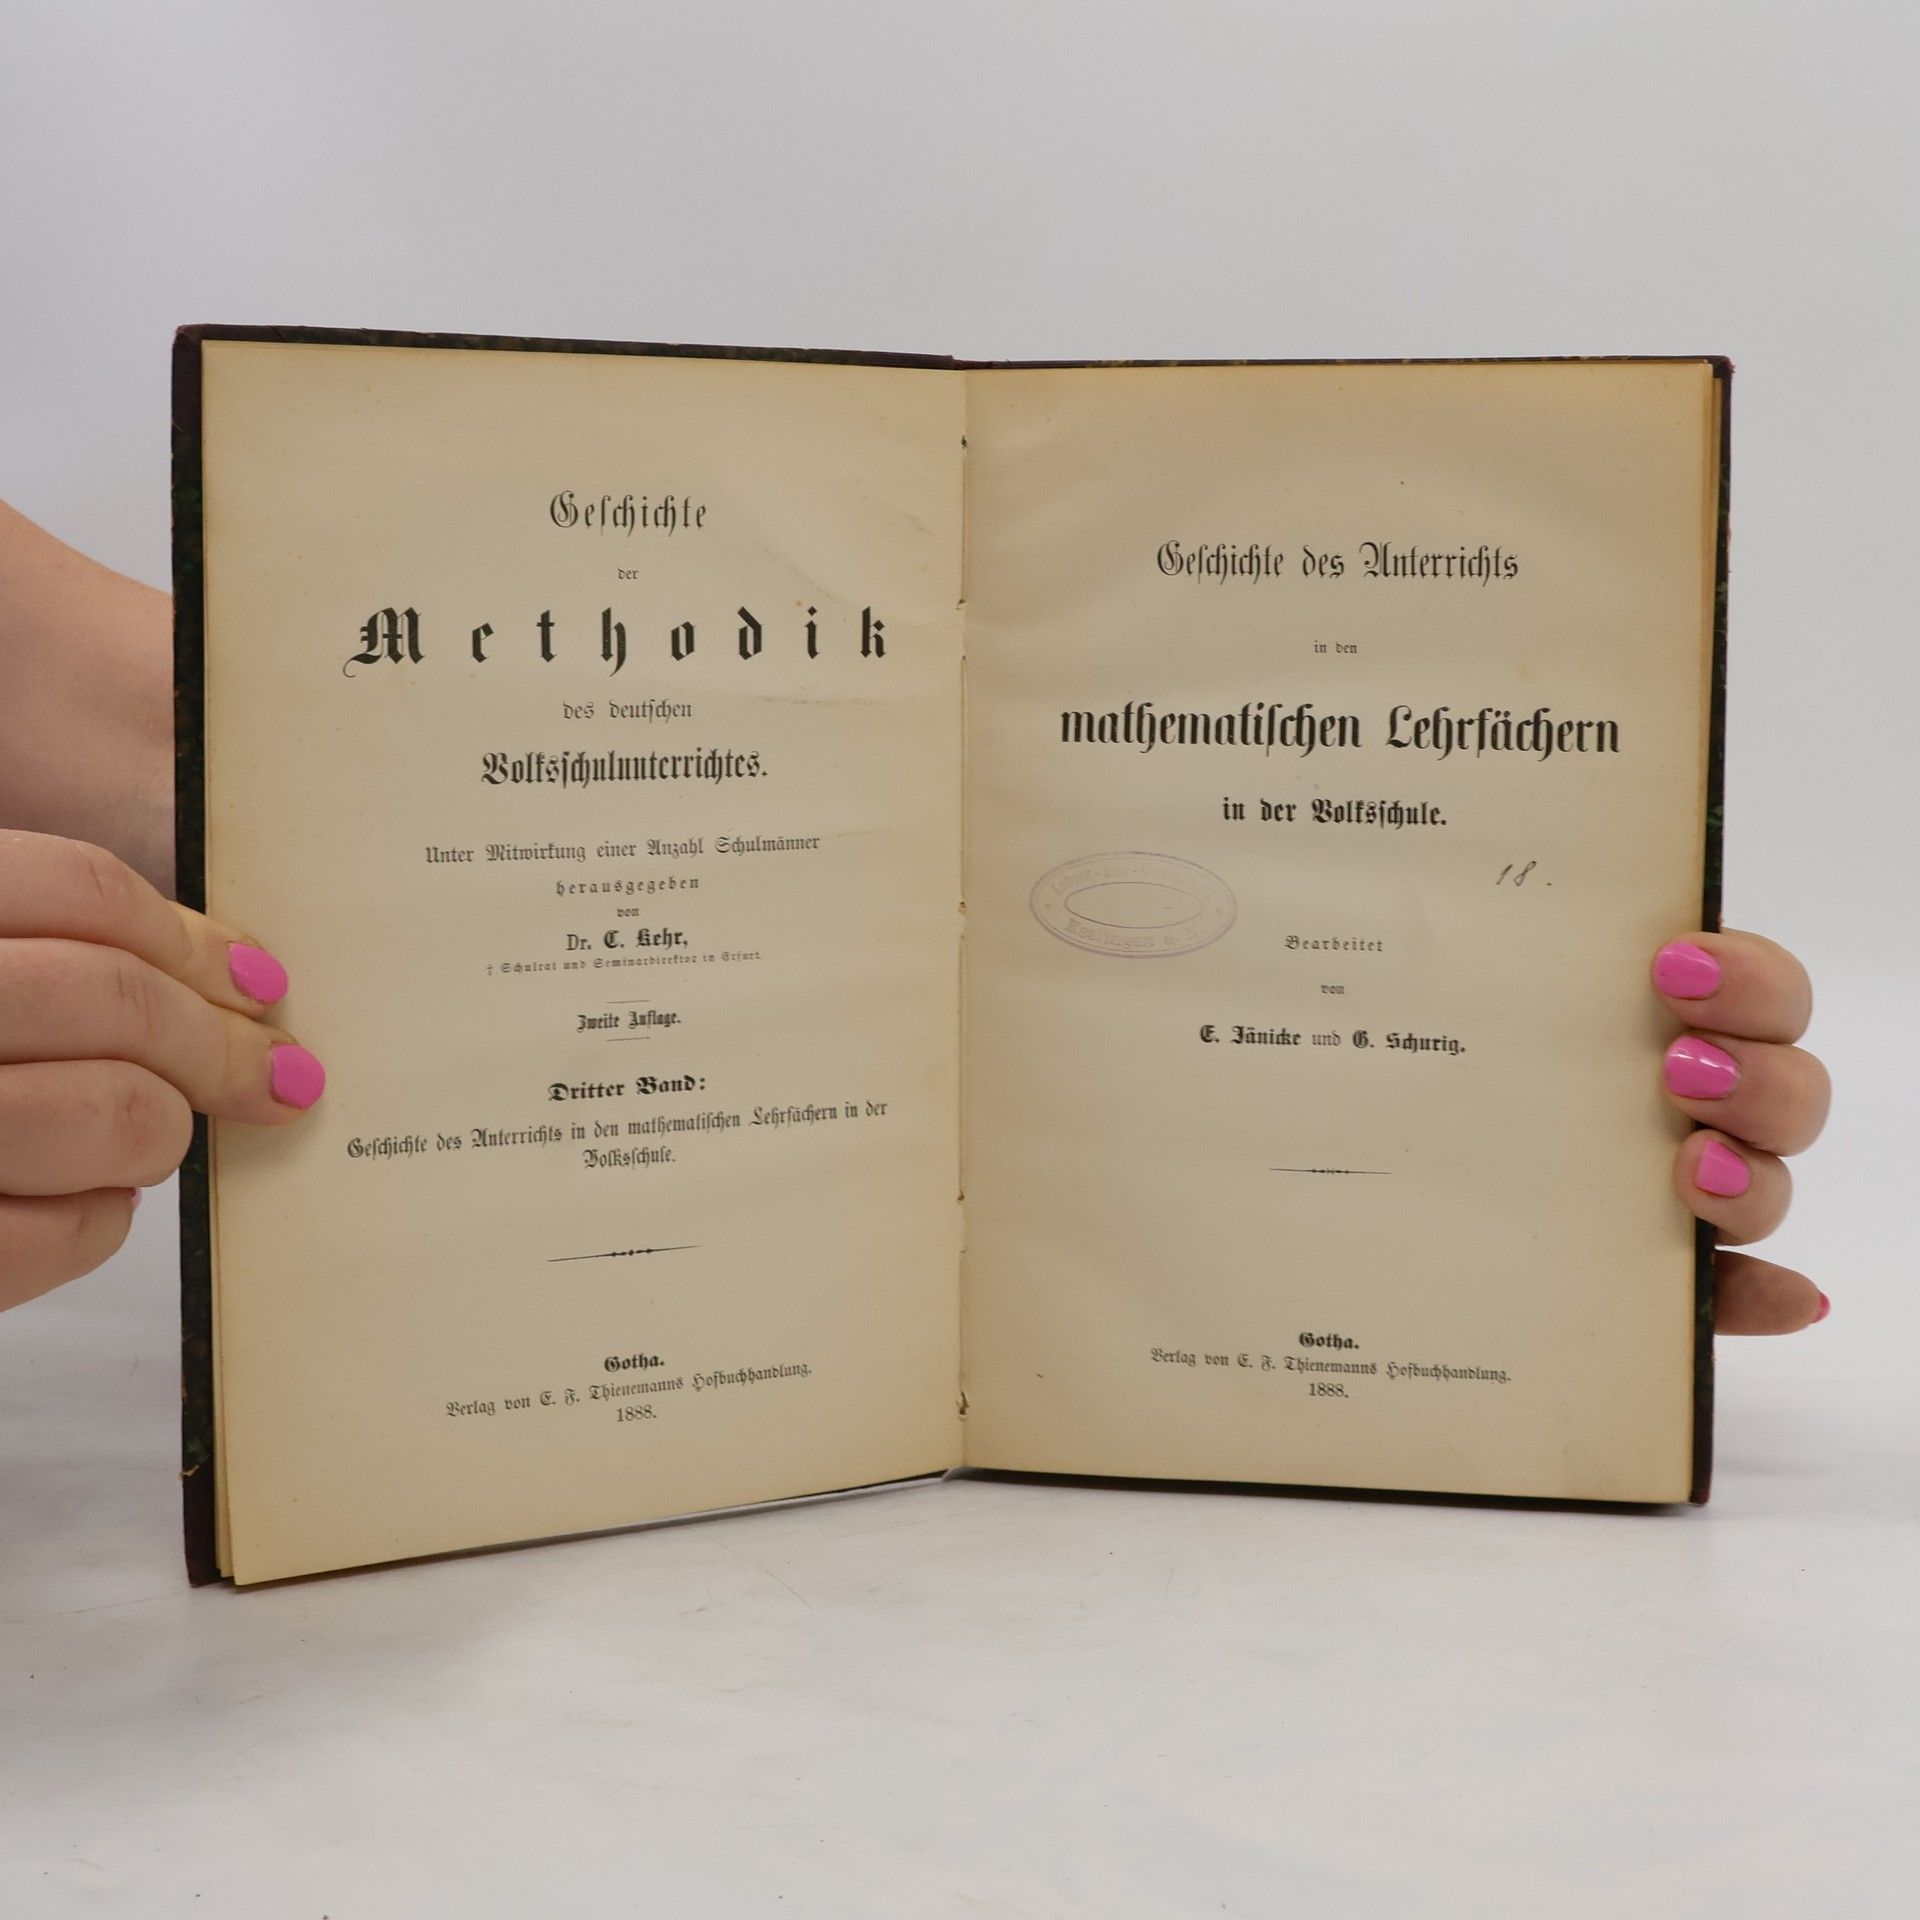 Geſchichte
der
Methodik
des deutſchen
Volksſchulunterrichtes.
Unter Mitwirkung einer Anzahl Schulmänner
herausgegeben
von
Dr. C. Kehr,
† Schulrat und Seminardirektor in Erfurt.
Zweite Auflage.
Dritter Band:
Geſchichte des Unterrichts in den mathematiſchen Lehrfächern in der
Volksſchule.
Gotha.
Verlag von E. F. Thienemanns Hofbuchhandlung.
1888.
Geſchichte des Unterrichts
in den
mathematiſchen Lehrfächern
in der Volksſchule.
18.
Esslingen a. N.
Bearbeitet
von
E. Jänicke und G. Schurig.
Gotha.
Verlag von E. F. Thienemanns Hofbuchhandlung.
1888.